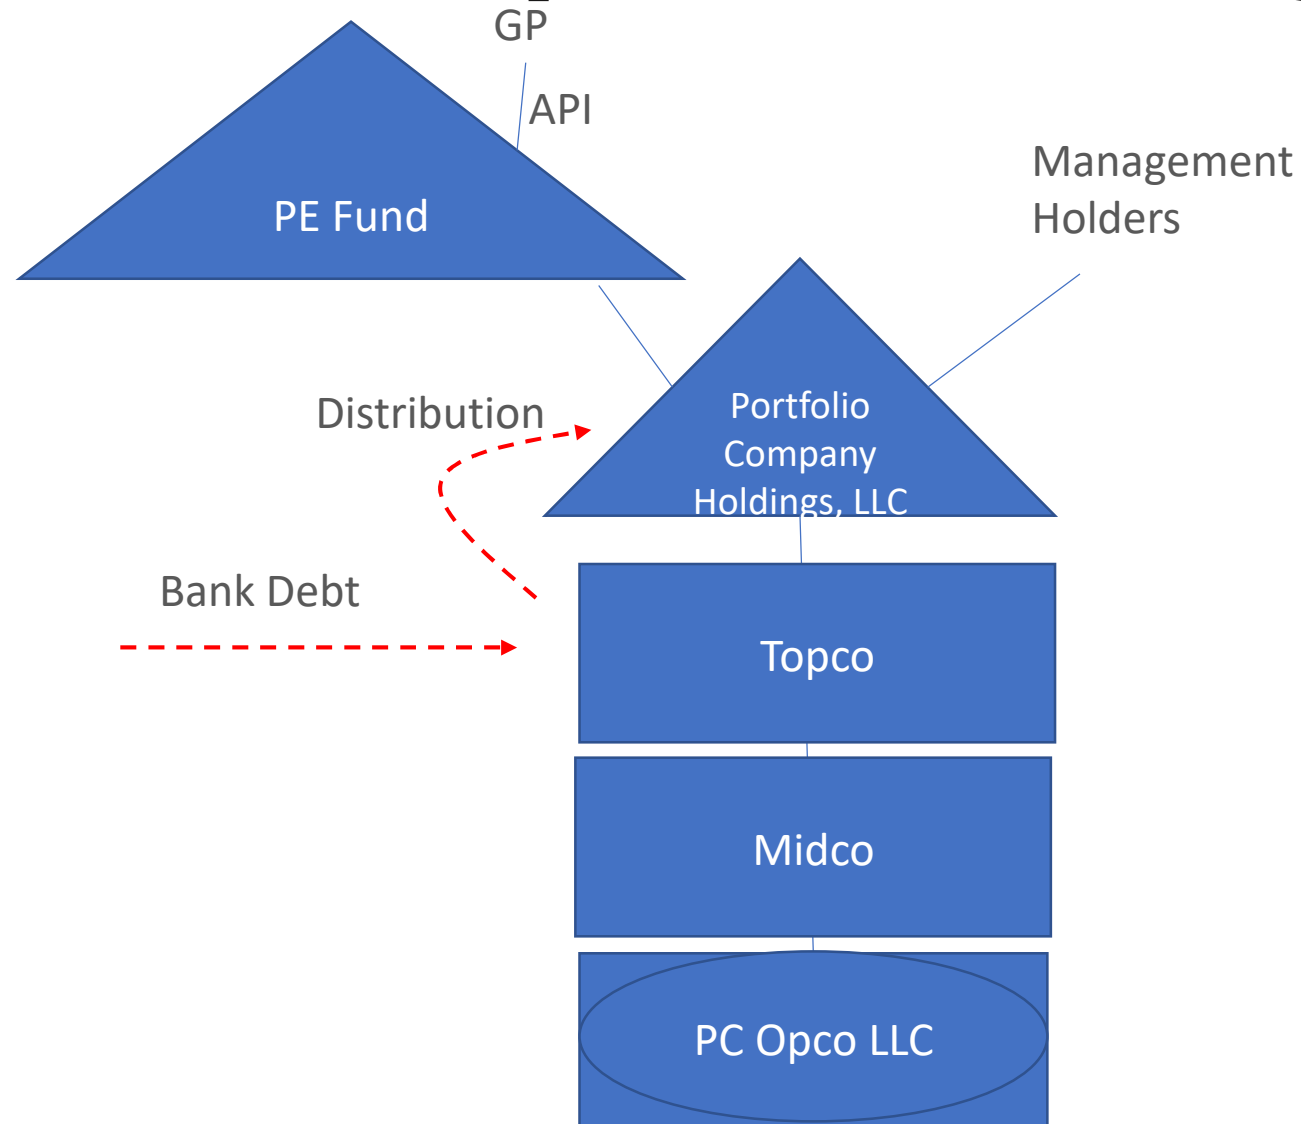 GP
API
PE Fund
Management
Holders
Portfolio
Company
Holdings, LLC
Distribution
Bank Debt
Topco
Midco
PC Opco LLC